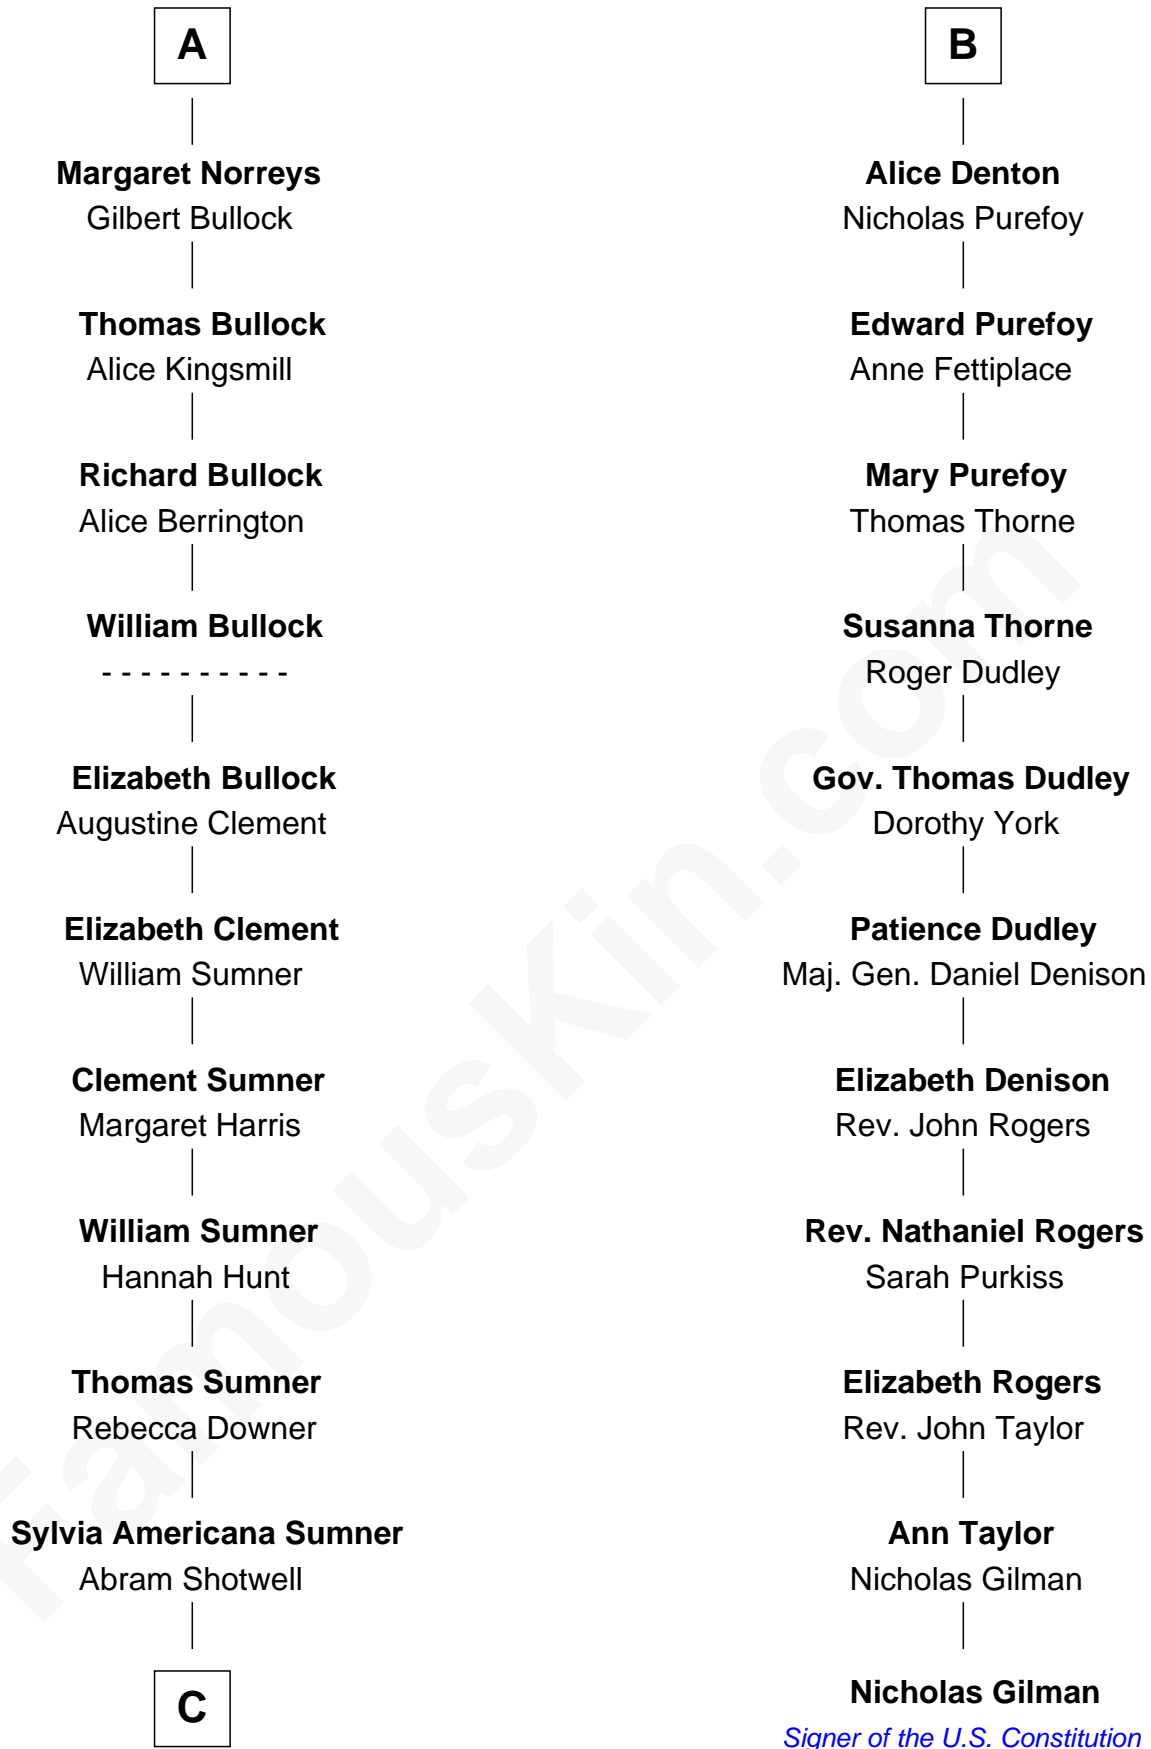 A
Margaret Norreys
Gilbert Bullock
Thomas Bullock
Alice Kingsmill
Richard Bullock
Alice Berrington
William Bullock
- - - - - - - - - -
Elizabeth Bullock
Augustine Clement
Elizabeth Clement
William Sumner
Clement Sumner
Margaret Harris
William Sumner
Hannah Hunt
Thomas Sumner
Rebecca Downer
Sylvia Americana Sumner
Abram Shotwell
C
B
Alice Denton
Nicholas Purefoy
Edward Purefoy
Anne Fettiplace
Mary Purefoy
Thomas Thorne
Susanna Thorne
Roger Dudley
Gov. Thomas Dudley
Dorothy York
Patience Dudley
Maj. Gen. Daniel Denison
Elizabeth Denison
Rev. John Rogers
Rev. Nathaniel Rogers
Sarah Purkiss
Elizabeth Rogers
Rev. John Taylor
Ann Taylor
Nicholas Gilman
Nicholas Gilman
Signer of the U.S. Constitution
FamousKin.com